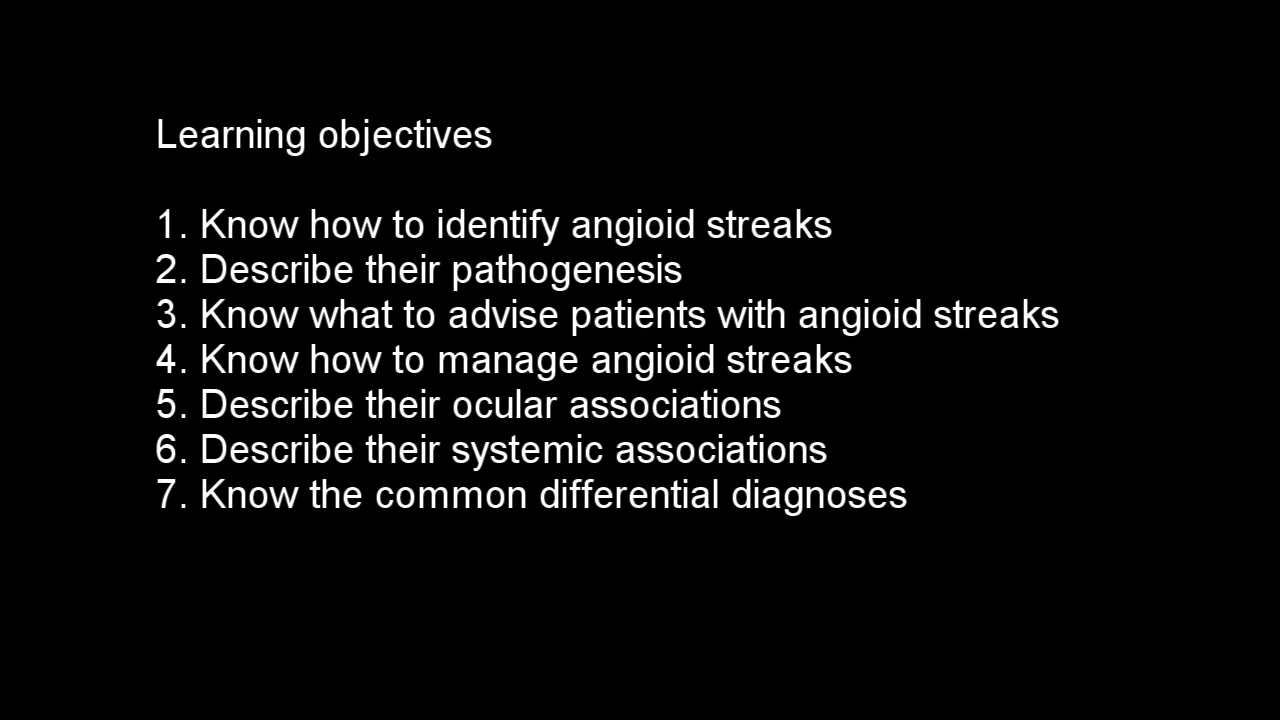 Learning objectives
1. Know how to identify angioid streaks
2. Describe their pathogenesis
3. Know what to advise patients with angioid streaks
4. Know how to manage angioid streaks
5. Describe their ocular associations
6. Describe their systemic associations
7. Know the common differential diagnoses